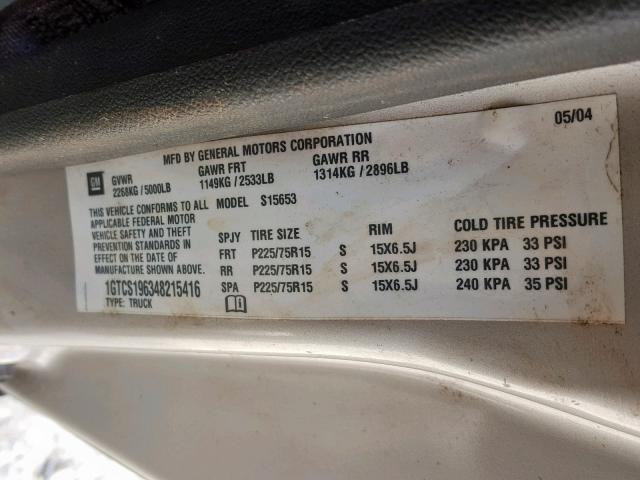 05/04
MFD BY GENERAL MOTORS CORPORATION
GM
GVWR GAWR FRT GAWR RR
2268KG / 5000LB 1149KG / 2533LB 1314KG / 2896LB
THIS VEHICLE CONFORMS TO ALL MODEL S15653
APPLICABLE FEDERAL MOTOR
VEHICLE SAFETY AND THEFT
PREVENTION STANDARDS IN
EFFECT ON THE DATE OF
MANUFACTURE SHOWN ABOVE.
1GTCS196348215416
TYPE: TRUCK
SPJY TIRE SIZE RIM COLD TIRE PRESSURE
FRT P225/75R15 S 15X6.5J 230 KPA 33 PSI
RR P225/75R15 S 15X6.5J 230 KPA 33 PSI
SPA P225/75R15 S 15X6.5J 240 KPA 35 PSI